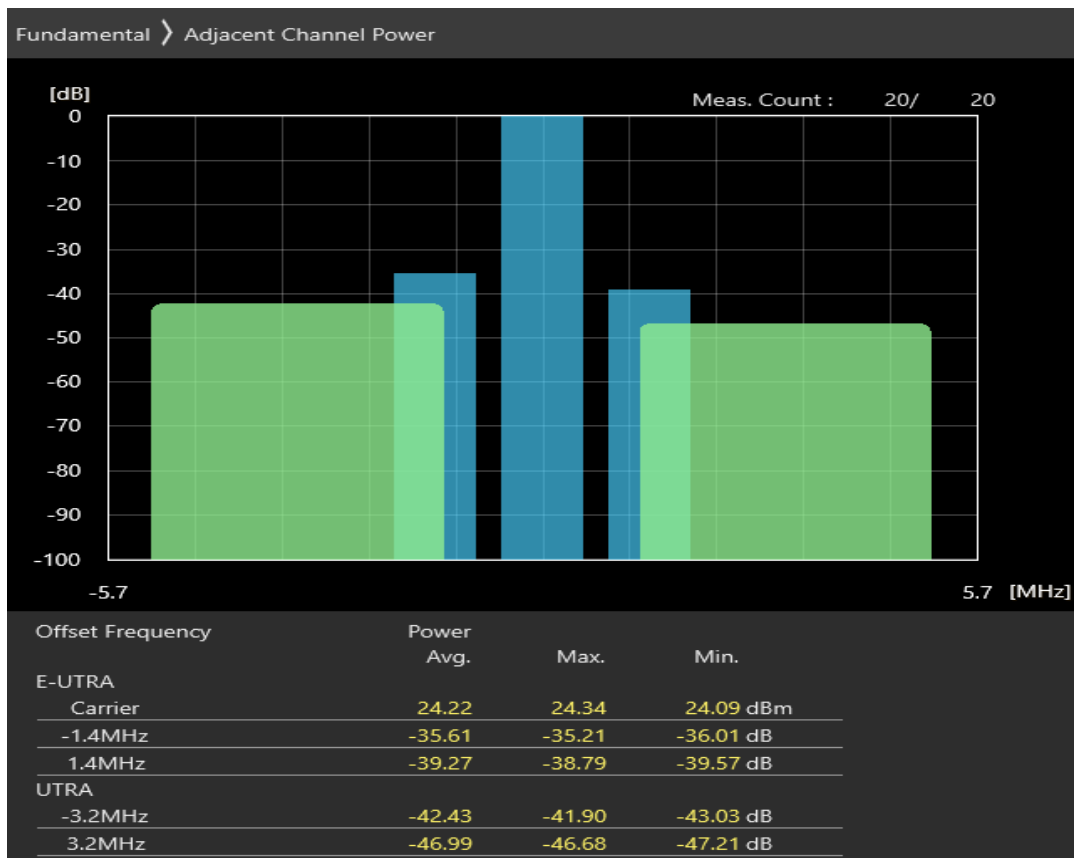 Fundamental 〉 Adjacent Channel Power
[dB]
Meas. Count : 20/ 20
0
-10
-20
-30
-40
-50
-60
-70
-80
-90
-100
-5.7 5.7 [MHz]
Offset Frequency Power
Avg. Max. Min.
E-UTRA
Carrier 24.22 24.34 24.09 dBm
-1.4MHz -35.61 -35.21 -36.01 dB
1.4MHz -39.27 -38.79 -39.57 dB
UTRA
-3.2MHz -42.43 -41.90 -43.03 dB
3.2MHz -46.99 -46.68 -47.21 dB